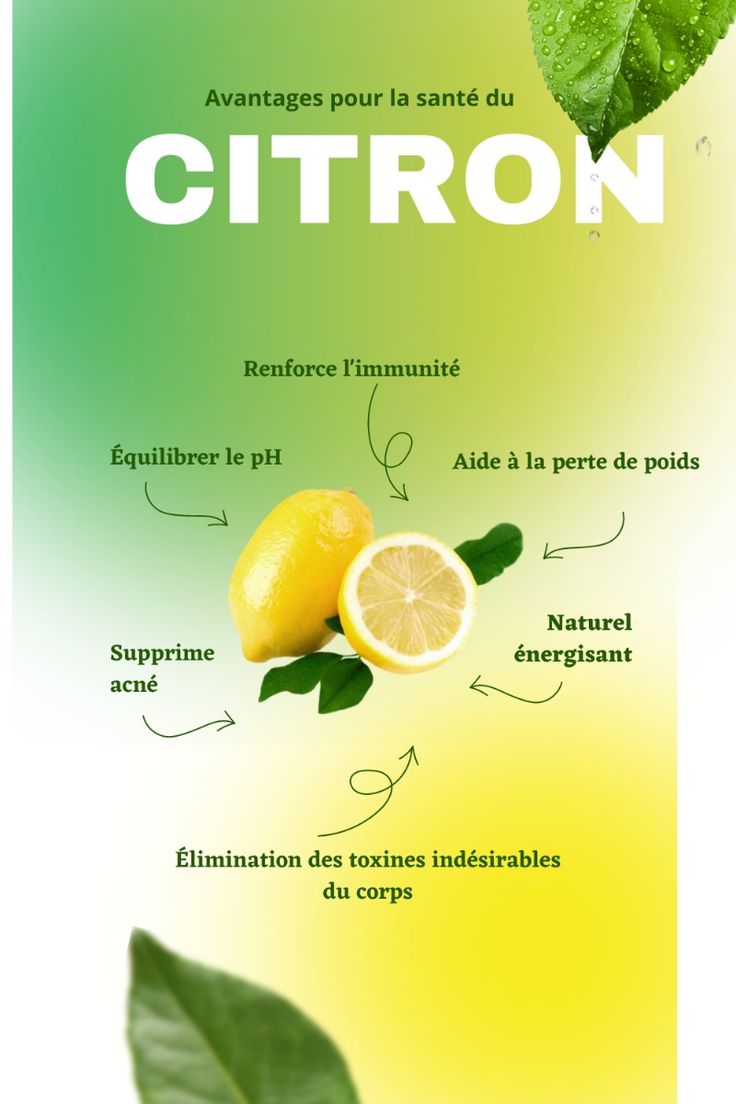 Avantages pour la santé du
CITRON
Renforce l'immunité
Équilibrer le pH
Aide à la perte de poids
Supprime
acné
Naturel
énergisant
Élimination des toxines indésirables
du corps